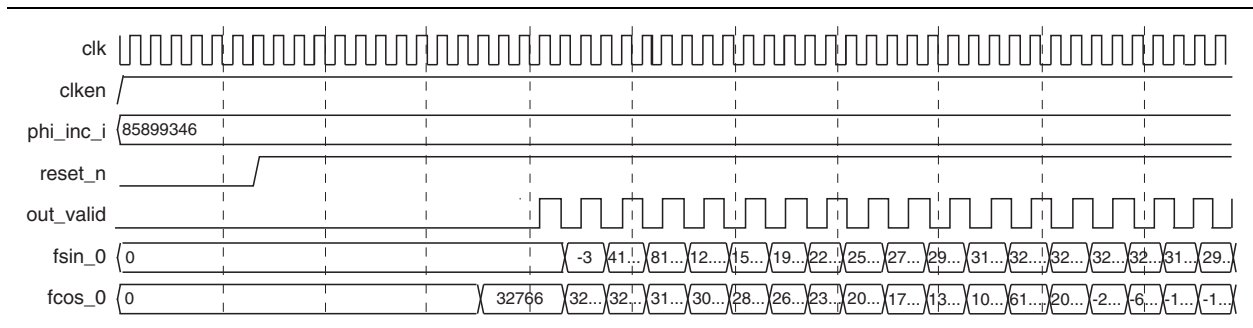 clk
clken
phi_inc_i 85899346
reset_n
out_valid
fsin_0 0 -3 41... 81... 12... 15... 19... 22... 25... 27... 29... 31... 32... 32... 32... 32... 31... 29...
fcos_0 0 32766 32... 32... 31... 30... 28... 26... 23... 20... 17... 13... 10... 61... 20... -2... -6... -1... -1...